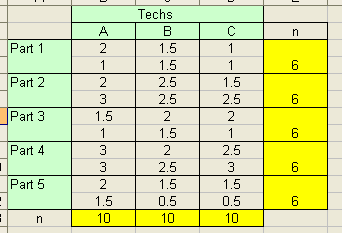 Techs
A B C n
Part 1 2 1.5 1
1 1.5 1 6
Part 2 2 2.5 1.5
3 2.5 2.5 6
Part 3 1.5 2 2
1 1.5 1 6
Part 4 3 2 2.5
3 2.5 3 6
Part 5 2 1.5 1.5
1.5 0.5 0.5 6
n 10 10 10